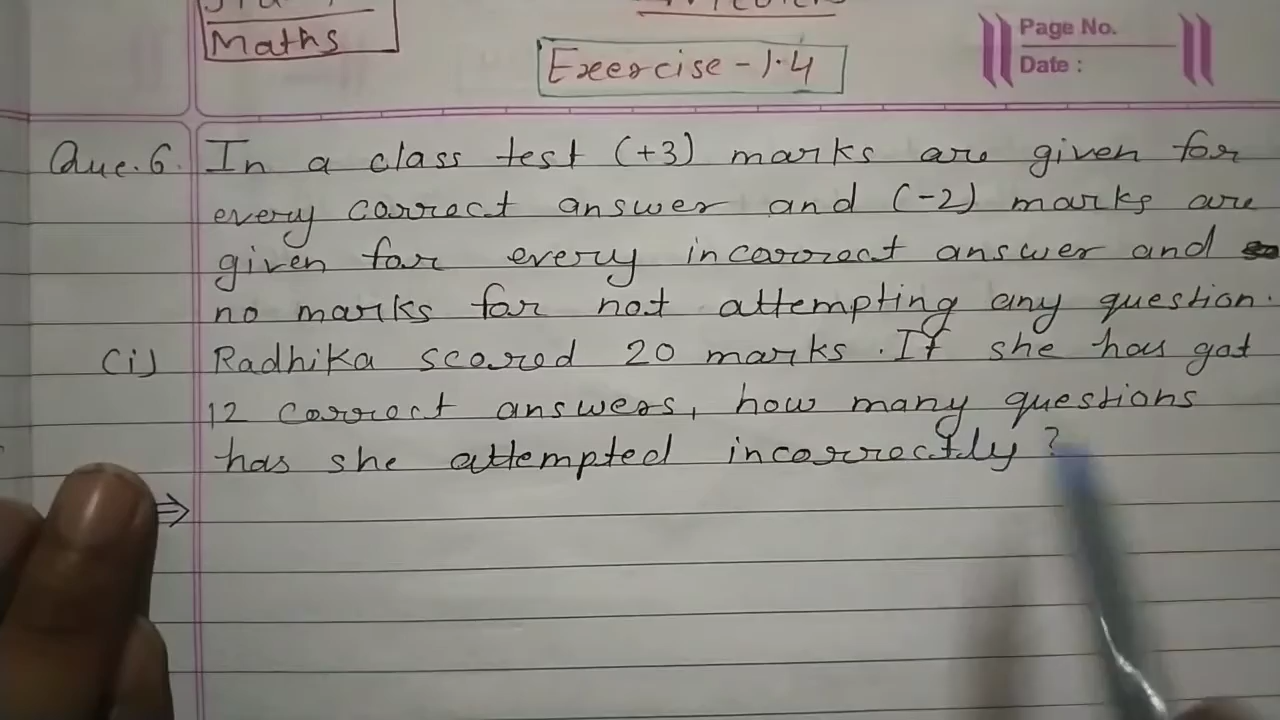 Maths
Exercise - 1.4
Page No.
Date :
Que. 6. In a class test (+3) marks are given for
every correct answer and (-2) marks are
given for every incorrect answer and
no marks for not attempting any question.
(i) Radhika scored 20 marks. If she has got
12 correct answers, how many questions
has she attempted incorrectly?
⇒